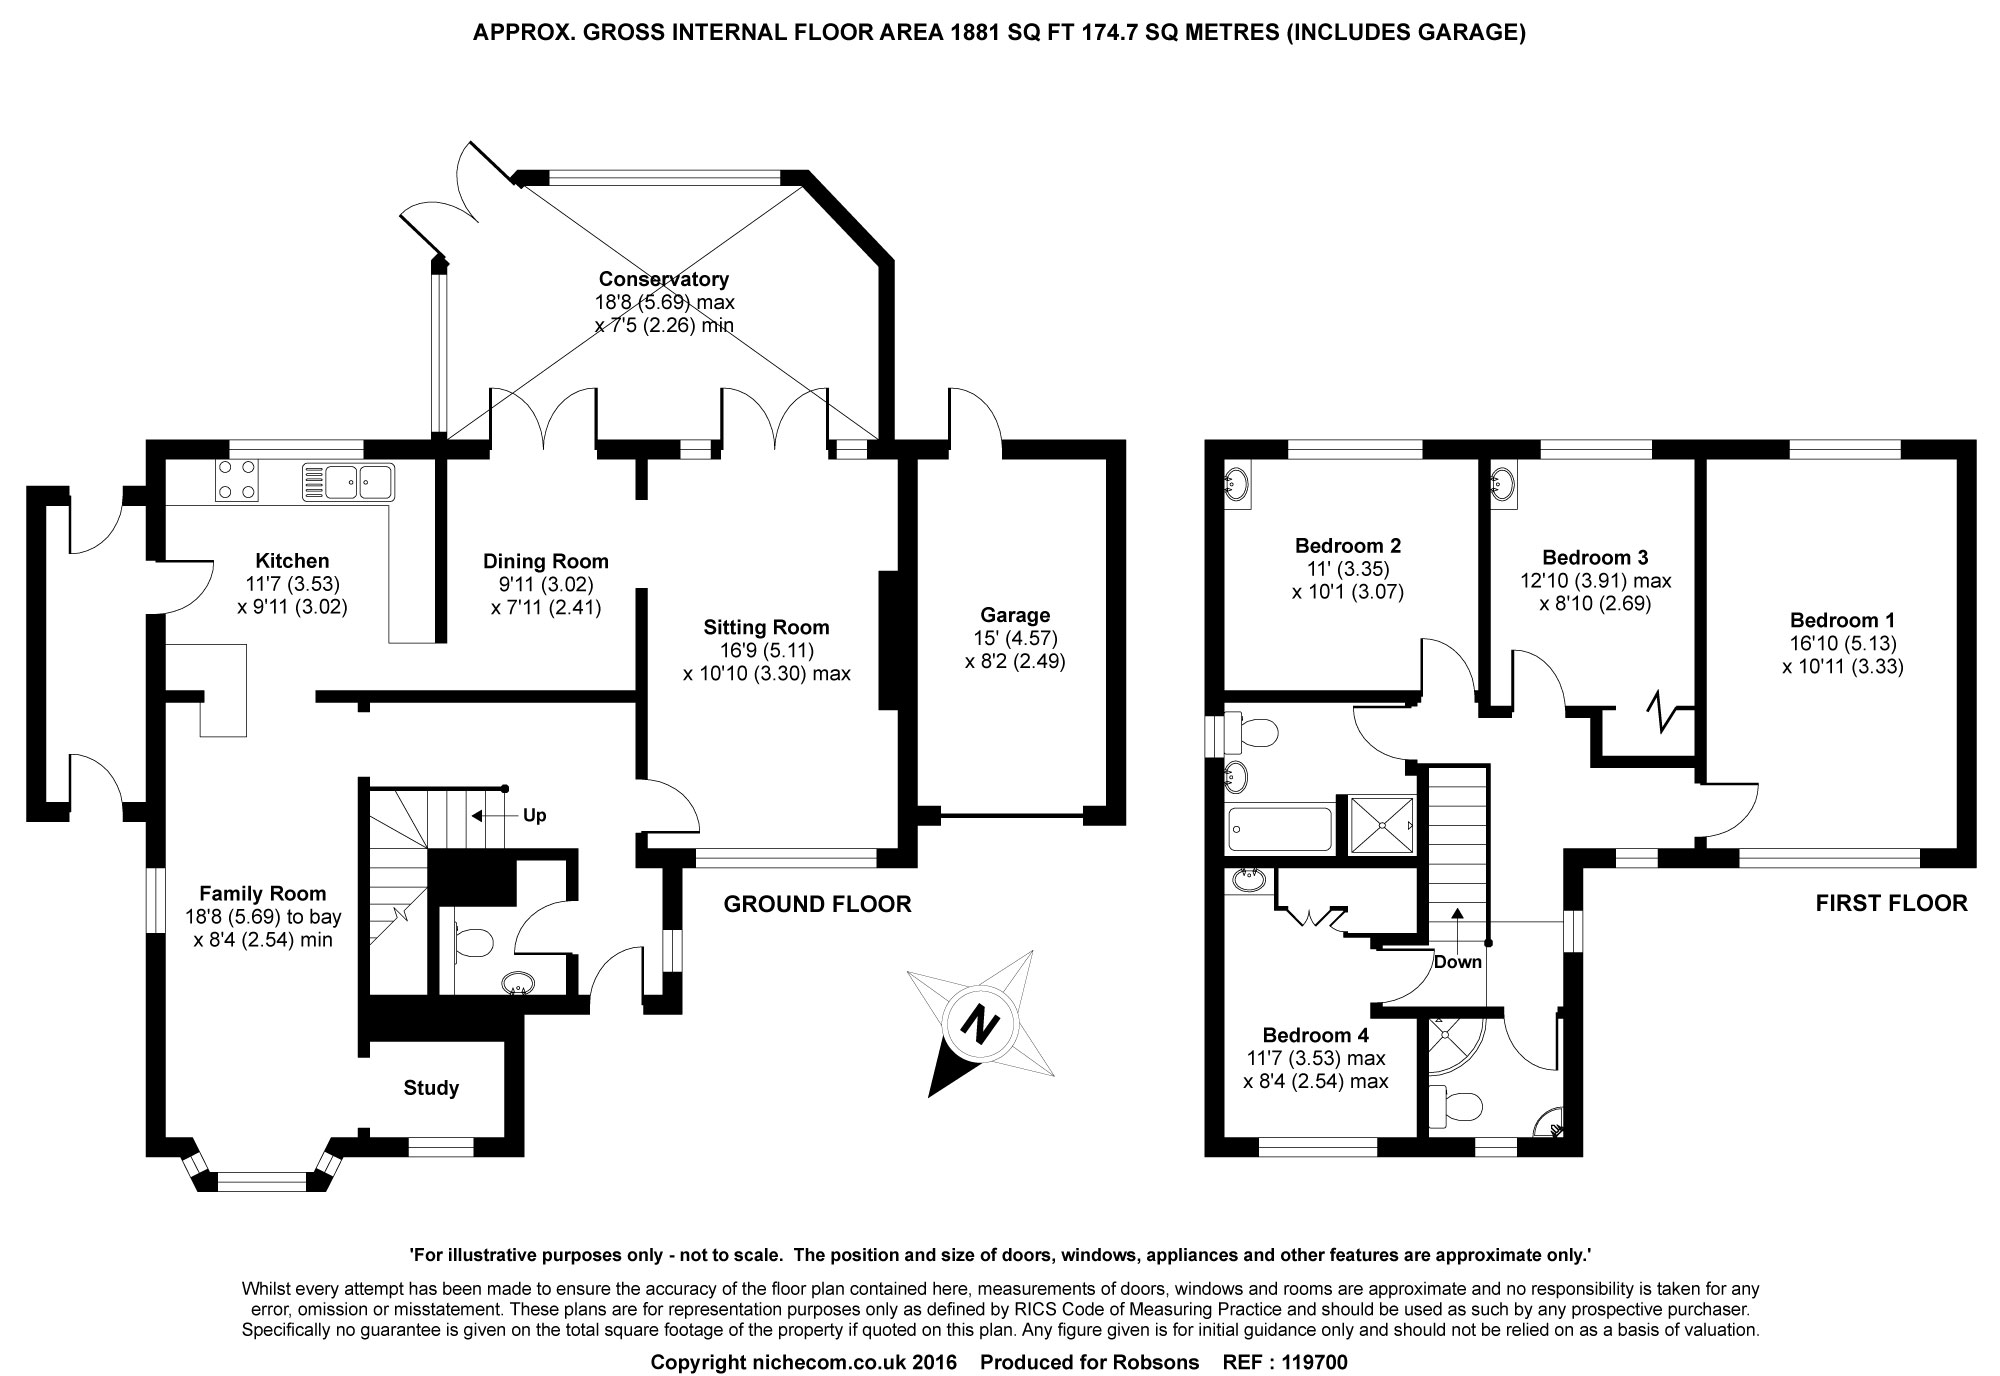 APPROX. GROSS INTERNAL FLOOR AREA 1881 SQ FT 174.7 SQ METRES (INCLUDES GARAGE)
Conservatory
18'8 (5.69) max
x 7'5 (2.26) min
Kitchen
11'7 (3.53)
x 9'11 (3.02)
Dining Room
9'11 (3.02)
x 7'11 (2.41)
Sitting Room
16'9 (5.11)
x 10'10 (3.30) max
Garage
15' (4.57)
x 8'2 (2.49)
Up
Family Room
18'8 (5.69) to bay
x 8'4 (2.54) min
Study
GROUND FLOOR
N
Bedroom 2
11' (3.35)
x 10'1 (3.07)
Bedroom 3
12'10 (3.91) max
x 8'10 (2.69)
Bedroom 1
16'10 (5.13)
x 10'11 (3.33)
Down
Bedroom 4
11'7 (3.53) max
x 8'4 (2.54) max
FIRST FLOOR
'For illustrative purposes only - not to scale. The position and size of doors, windows, appliances and other features are approximate only.'
Whilst every attempt has been made to ensure the accuracy of the floor plan contained here, measurements of doors, windows and rooms are approximate and no responsibility is taken for any
error, omission or misstatement. These plans are for representation purposes only as defined by RICS Code of Measuring Practice and should be used as such by any prospective purchaser.
Specifically no guarantee is given on the total square footage of the property if quoted on this plan. Any figure given is for initial guidance only and should not be relied on as a basis of valuation.
Copyright nichecom.co.uk 2016 Produced for Robsons REF : 119700